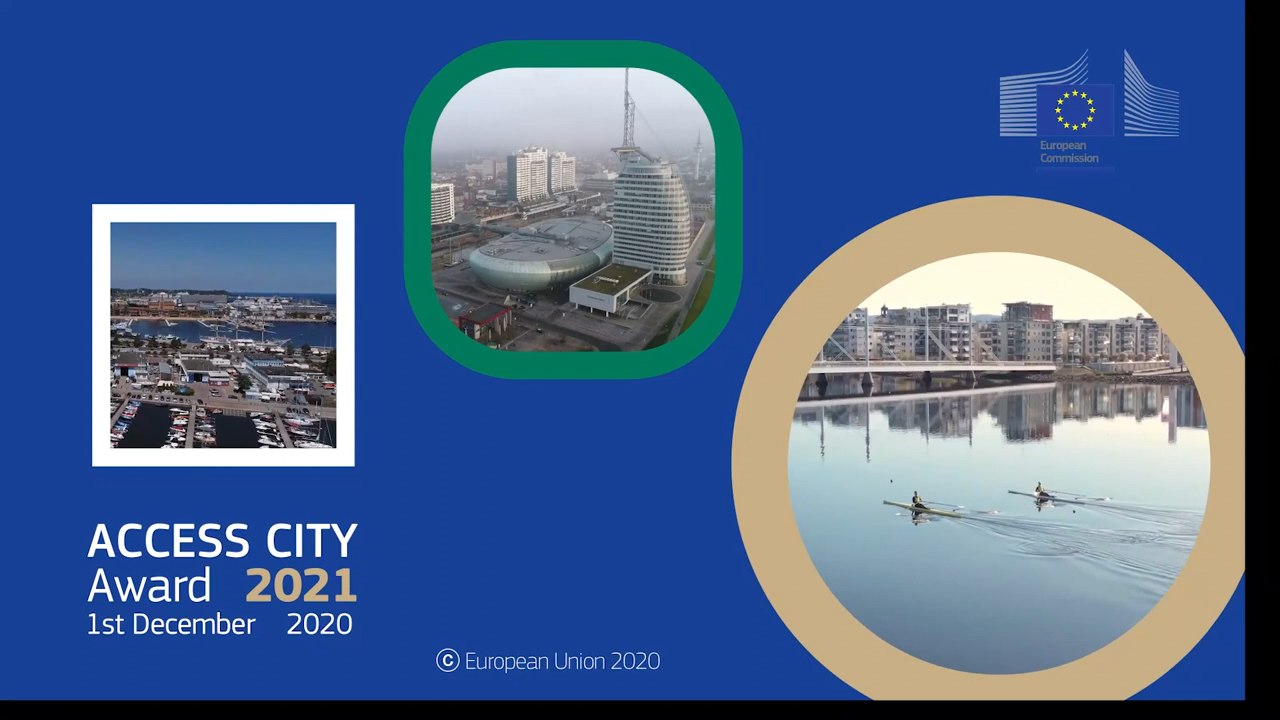 European
Commission
ACCESS CITY
Award 2021
1st December 2020
© European Union 2020